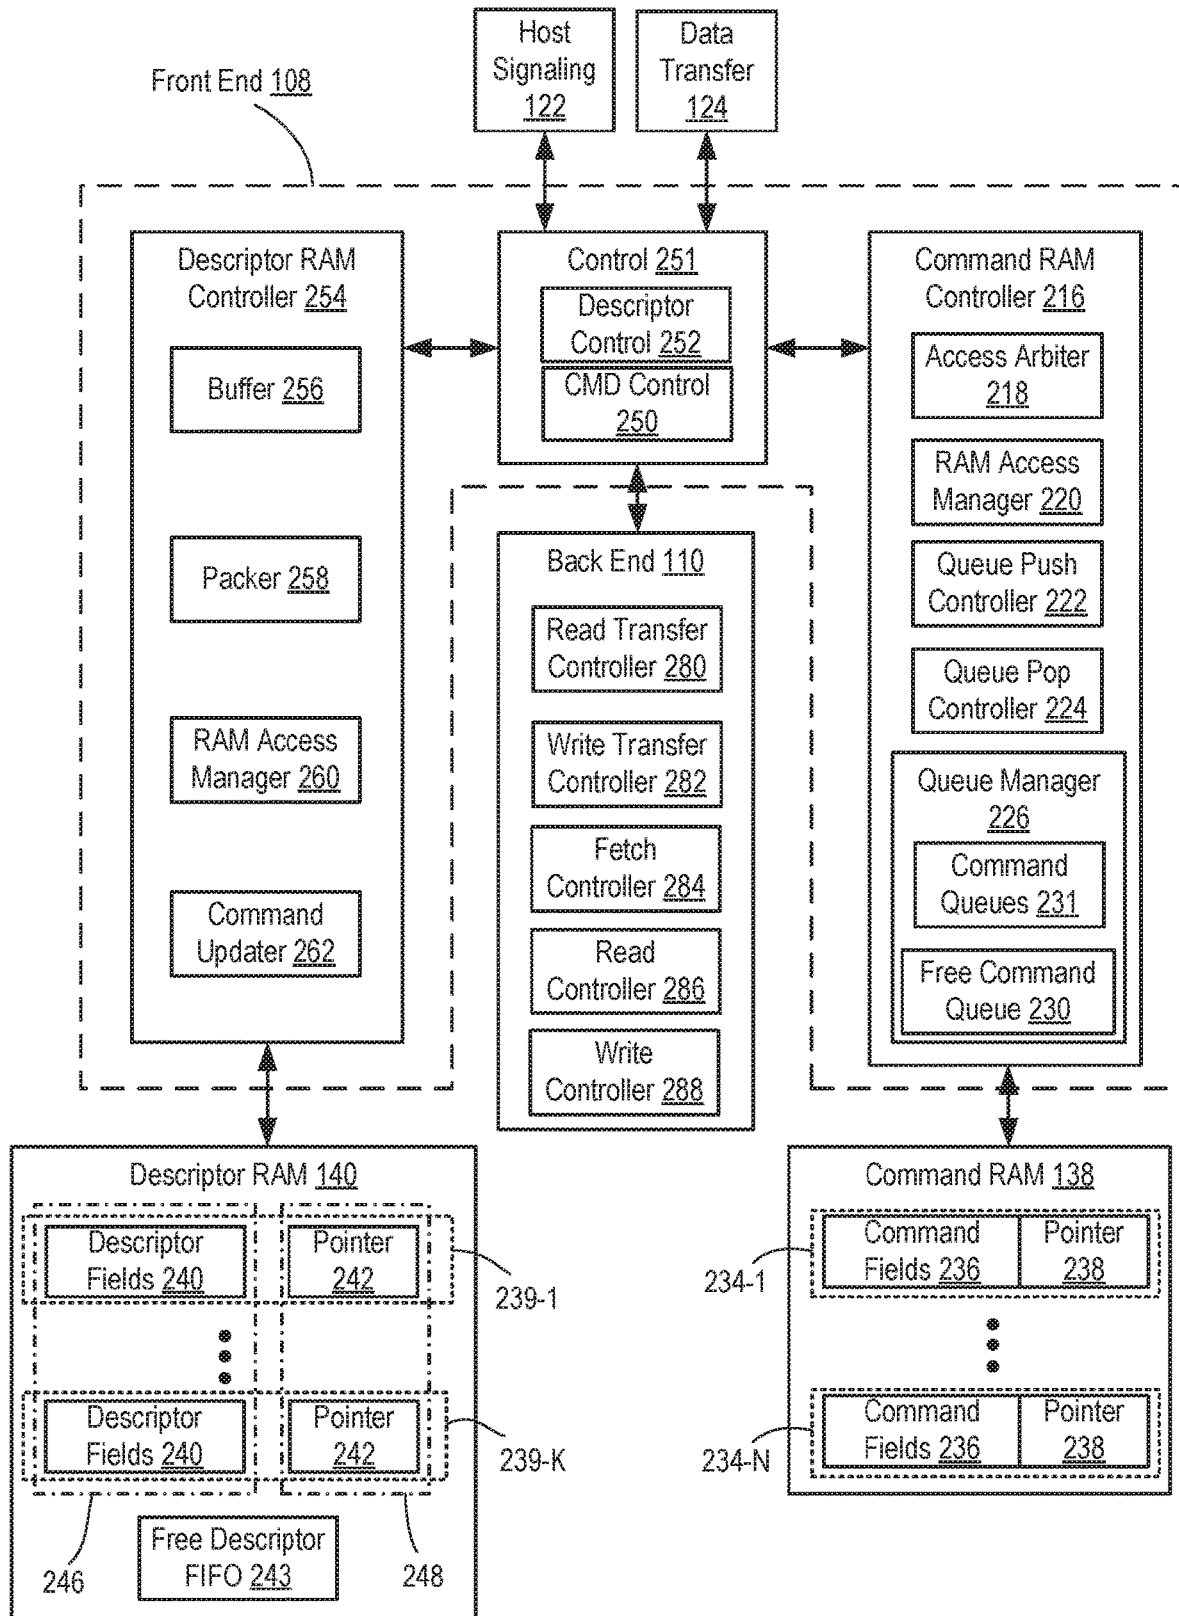 Host
Signaling
122
Data
Transfer
124
Front End 108
Descriptor RAM
Controller 254
Buffer 256
Packer 258
RAM Access
Manager 260
Command
Updater 262
Control 251
Descriptor
Control 252
CMD Control
250
Command RAM
Controller 216
Access Arbiter
218
RAM Access
Manager 220
Queue Push
Controller 222
Queue Pop
Controller 224
Queue Manager
226
Command
Queues 231
Free Command
Queue 230
Back End 110
Read Transfer
Controller 280
Write Transfer
Controller 282
Fetch
Controller 284
Read
Controller 286
Write
Controller 288
Descriptor RAM 140
Descriptor
Fields 240
Pointer
242
239-1
Descriptor
Fields 240
Pointer
242
239-K
Free Descriptor
FIFO 243
246
248
Command RAM 138
Command
Fields 236
Pointer
238
234-1
Command
Fields 236
Pointer
238
234-N